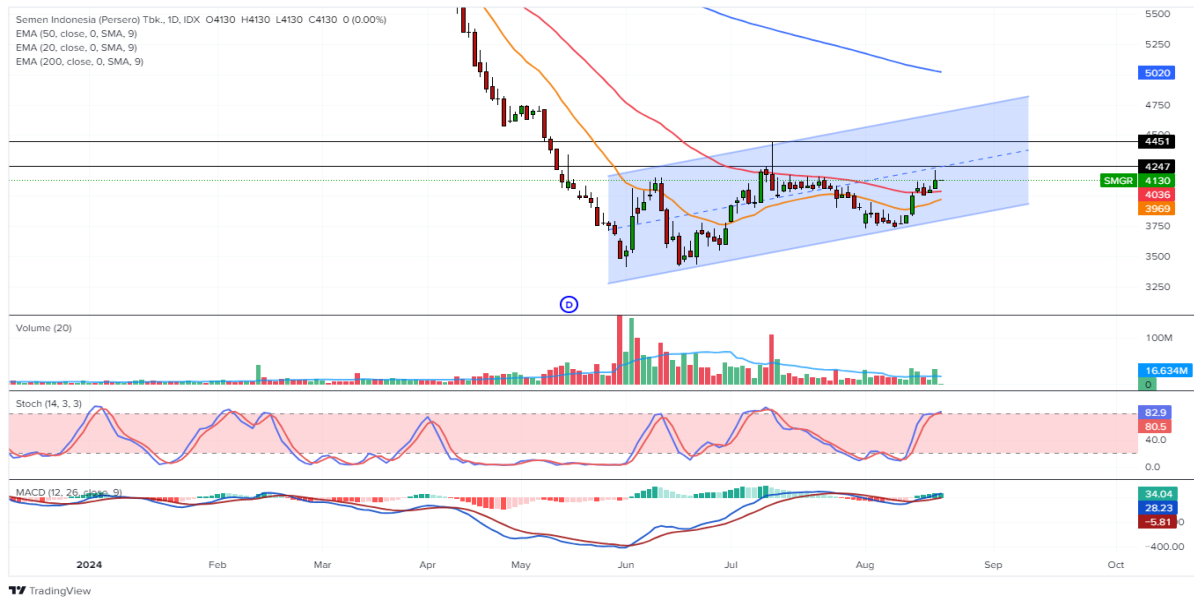 Semen Indonesia (Persero) Tbk., 1D, IDX O4130 H4130 L4130 C4130 0 (0.00%)
EMA (50, close, 0, SMA, 9)
EMA (20, close, 0, SMA, 9)
EMA (200, close, 0, SMA, 9)
5500
5250
5020
4750
4451
4247
SMGR 4130
4036
3969
3750
3500
3250
D
Volume (20)
100M
16.634M
0
Stoch (14, 3, 3)
82.9
80.5
40.0
0.0
MACD (12, 26, close, 9)
34.04
28.23
−5.81
−400.00
2024 Feb Mar Apr May Jun Jul Aug Sep Oct
TradingView